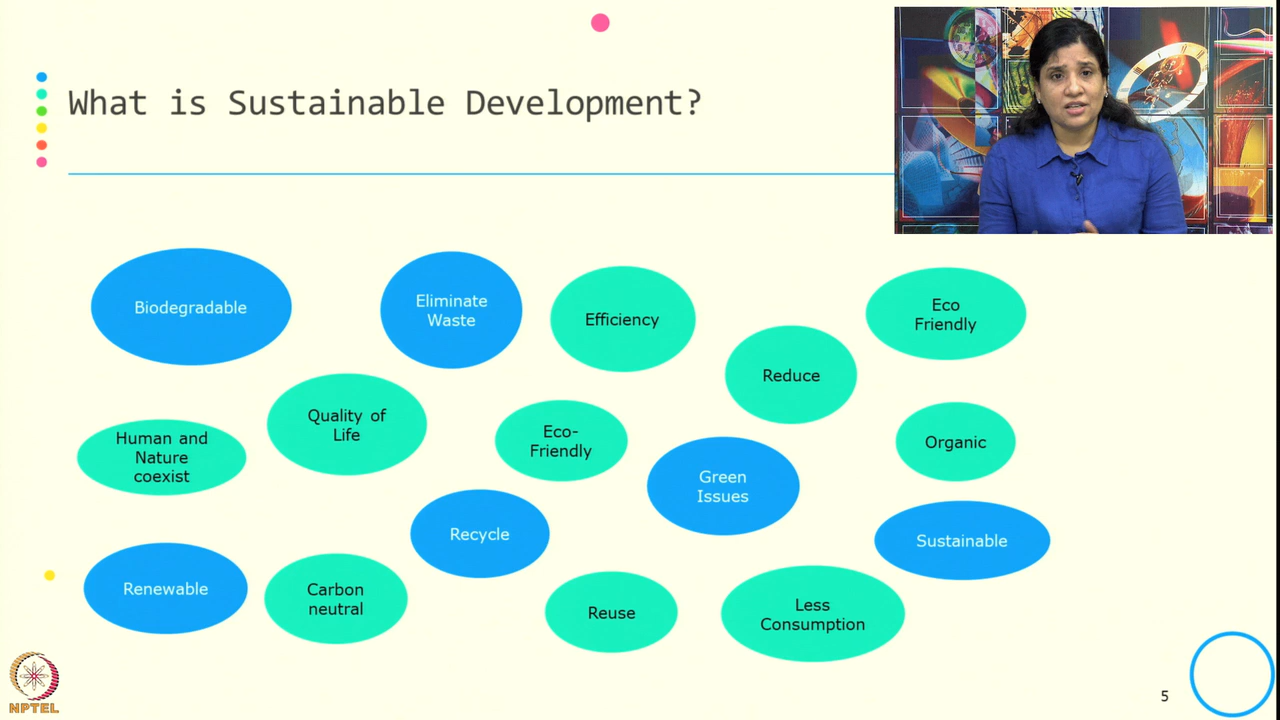 What is Sustainable Development?
Biodegradable
Eliminate
Waste
Efficiency
Eco
Friendly
Reduce
Quality of
Life
Human and
Nature
coexist
Eco-
Friendly
Organic
Green
Issues
Recycle
Sustainable
Renewable
Carbon
neutral
Reuse
Less
Consumption
NPTEL
5